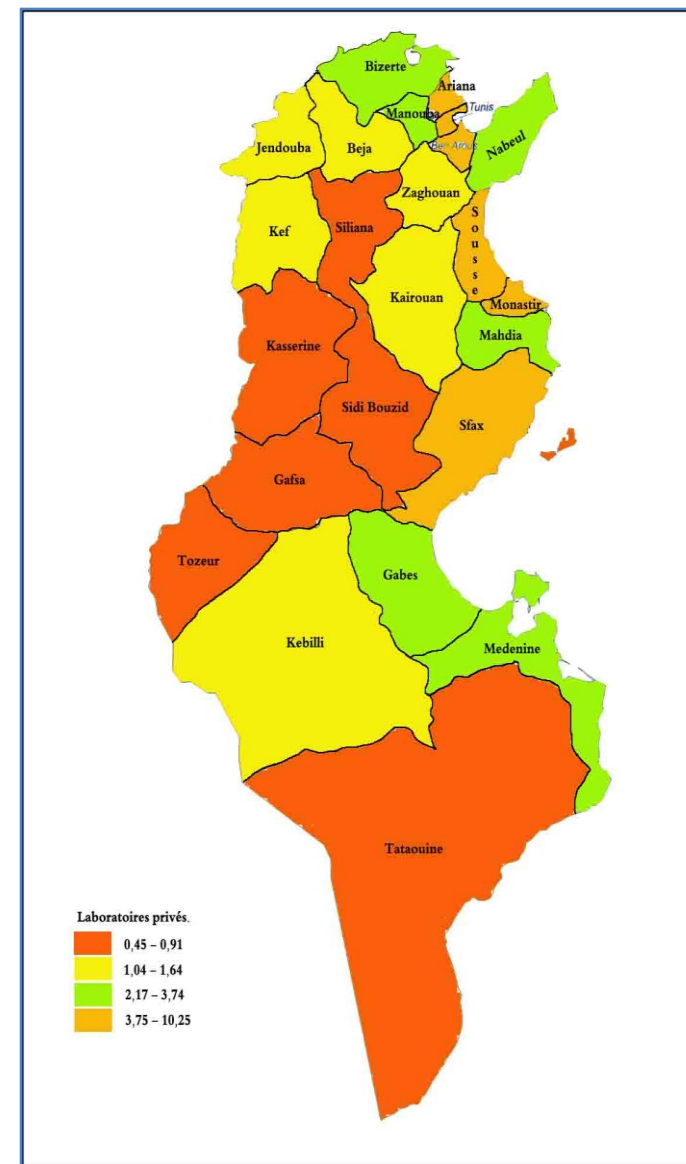 Bizerte
Ariana
Tunis
Manouba
Ben Arous
Nabeul
Jendouba
Beja
Zaghouan
Kef
Siliana
Sousse
Kairouan
Monastir
Mahdia
Kasserine
Sidi Bouzid
Sfax
Gafsa
Tozeur
Gabes
Kebilli
Medenine
Tataouine
Laboratoires privés.
0,45 – 0,91
1,04 – 1,64
2,17 – 3,74
3,75 – 10,25